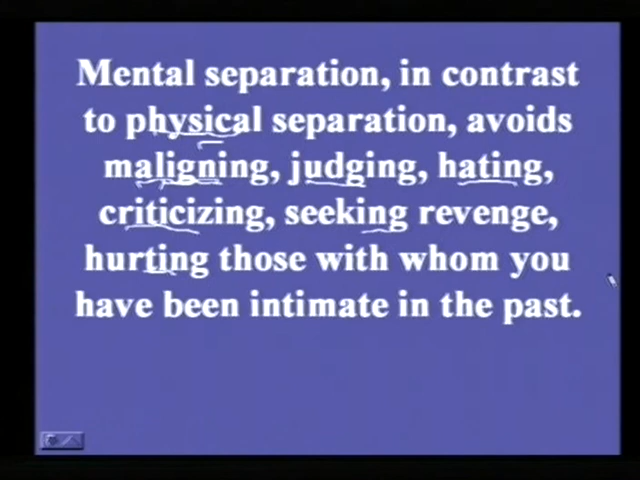 Mental separation, in contrast
to physical separation, avoids
maligning, judging, hating,
criticizing, seeking revenge,
hurting those with whom you
have been intimate in the past.